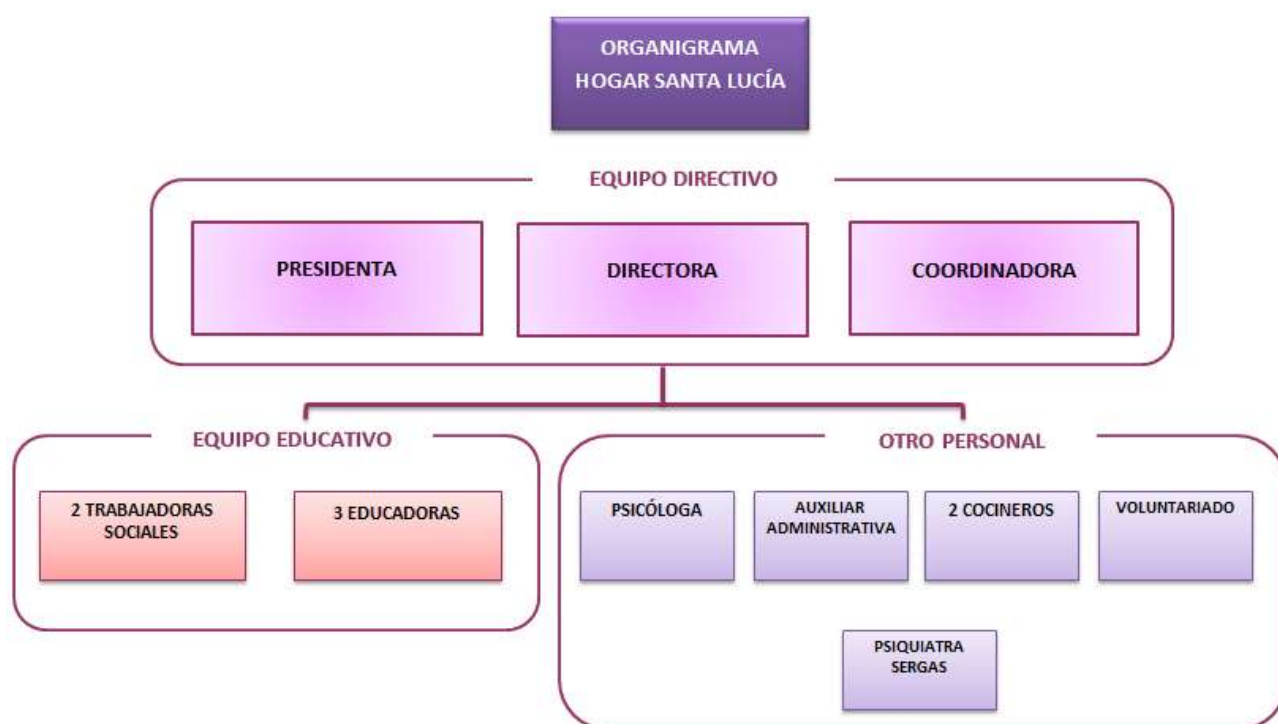 ORGANIGRAMA
HOGAR SANTA LUCÍA
EQUIPO DIRECTIVO
PRESIDENTA
DIRECTORA
COORDINADORA
EQUIPO EDUCATIVO
2 TRABAJADORAS
SOCIALES
3 EDUCADORAS
OTRO PERSONAL
PSICÓLOGA
AUXILIAR
ADMINISTRATIVA
2 COCINEROS
VOLUNTARIADO
PSIQUIATRA
SERGAS